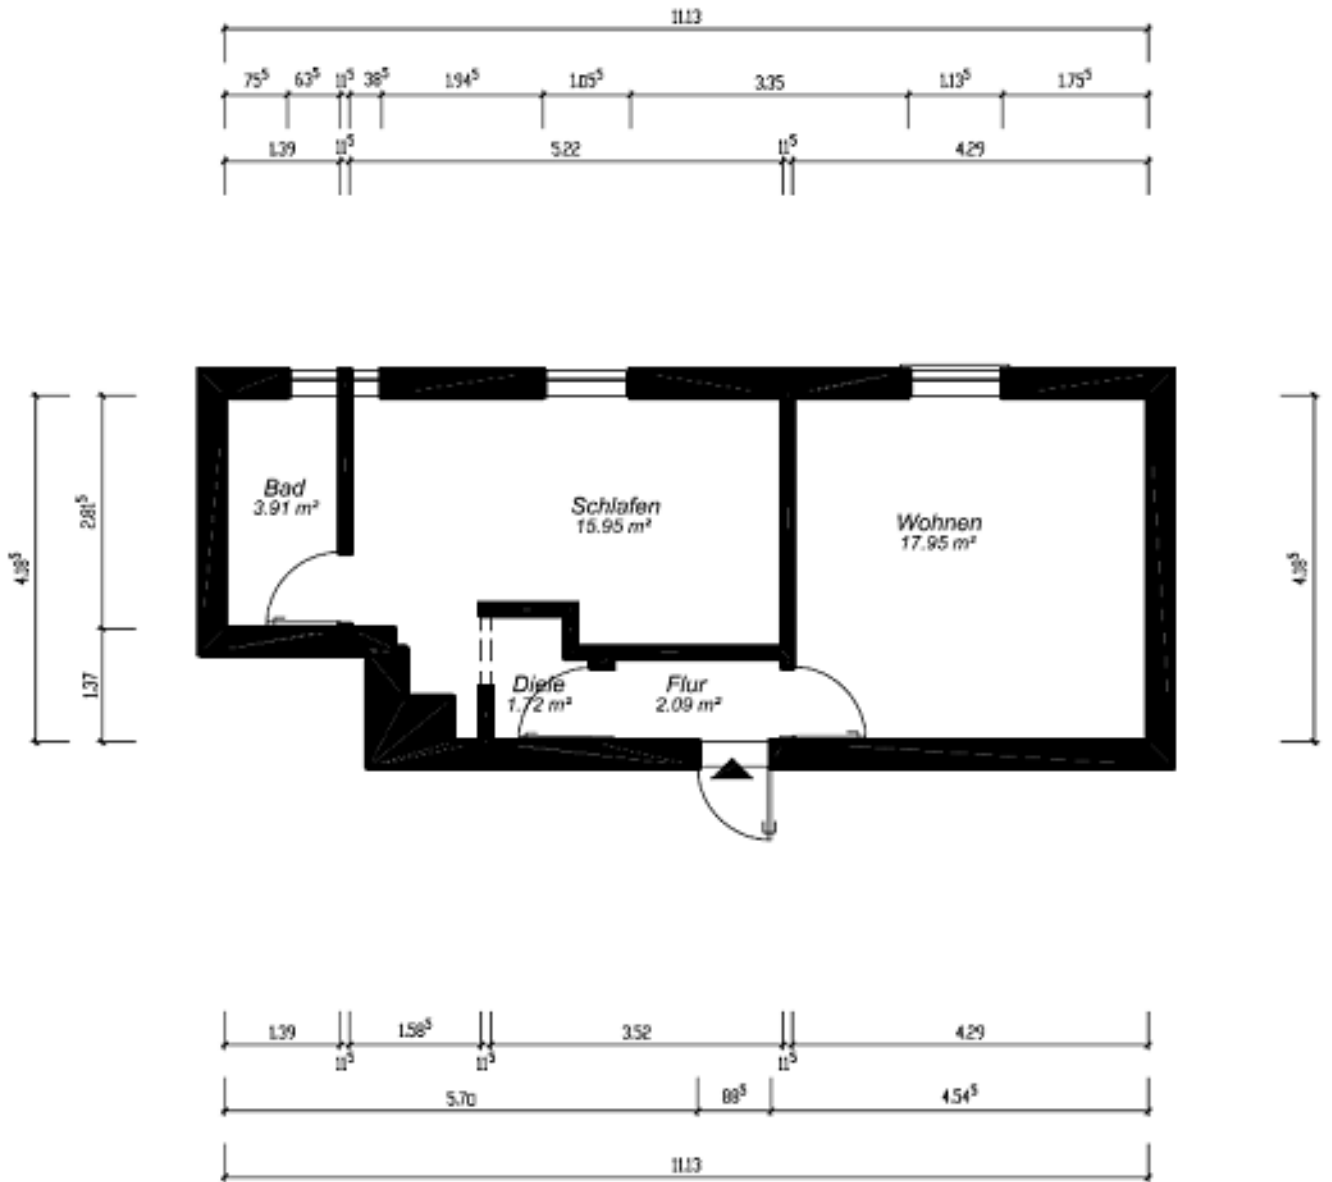 11.13
75⁵ 63⁵ 11⁵ 38⁵ 1.94⁵ 1.05⁵ 3.35 1.13⁵ 1.75⁵
1.39 11⁵ 5.22 11⁵ 4.29
Bad
3.91 m²
Schlafen
15.95 m²
Wohnen
17.95 m²
2.81⁵
4.18⁵
4.18⁵
1.37
Diele
1.72 m²
Flur
2.09 m²
1.39 1.58⁵ 3.52 4.29
11⁵ 11⁵ 11⁵
5.70 88⁵ 4.54⁵
11.13